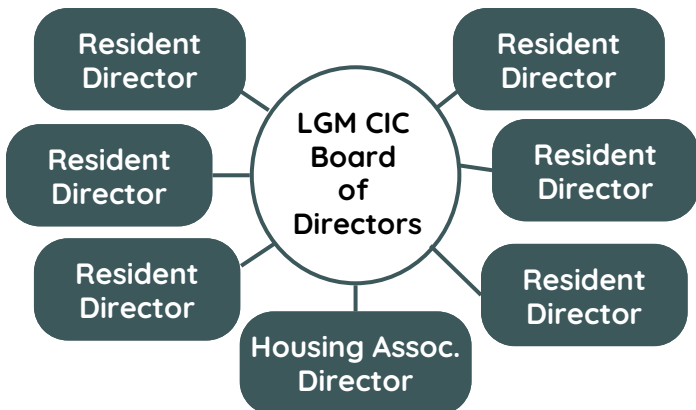 Resident
Director
Resident
Director
LGM CIC
Board
of
Directors
Resident
Director
Resident
Director
Resident
Director
Resident
Director
Housing Assoc.
Director